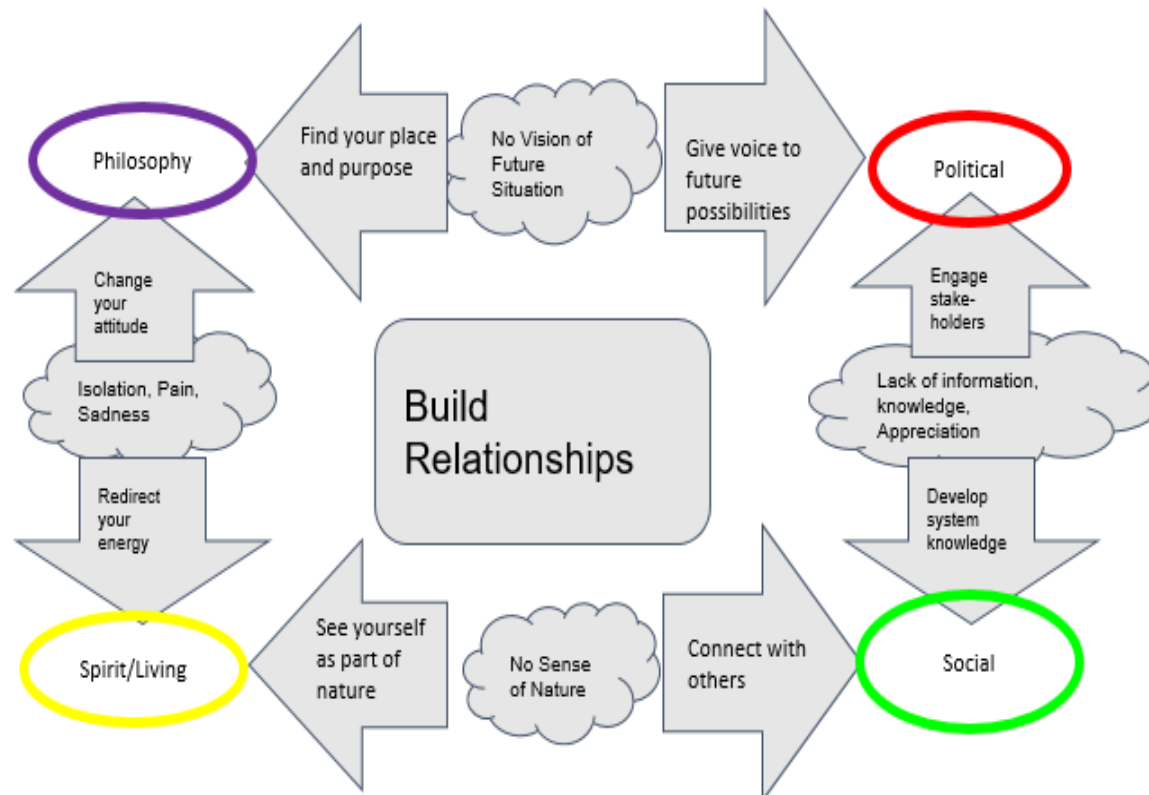 Philosophy
Find your place
and purpose
No Vision of
Future
Situation
Give voice to
future
possibilities
Political
Change
your
attitude
Engage
stake-
holders
Isolation, Pain,
Sadness
Build
Relationships
Lack of information,
knowledge,
Appreciation
Redirect
your
energy
Develop
system
knowledge
Spirit/Living
See yourself
as part of
nature
No Sense
of Nature
Connect with
others
Social